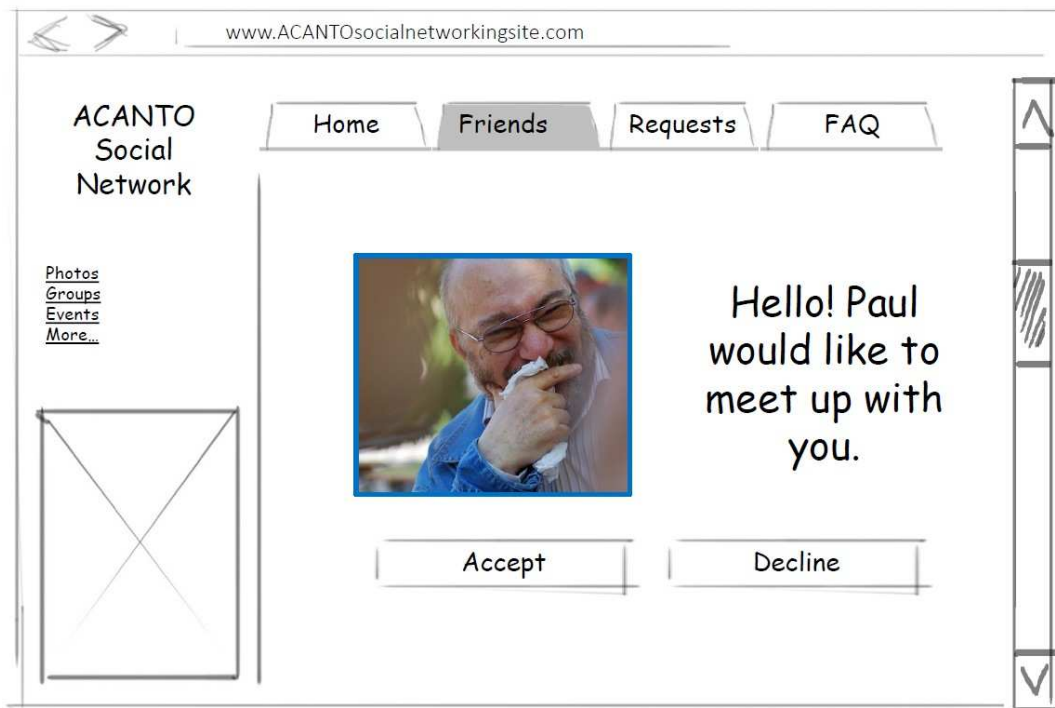 www.ACANTOsocialnetworkingsite.com
ACANTO
Social
Network
Home
Friends
Requests
FAQ
Photos
Groups
Events
More...
Hello! Paul
would like to
meet up with
you.
Accept
Decline